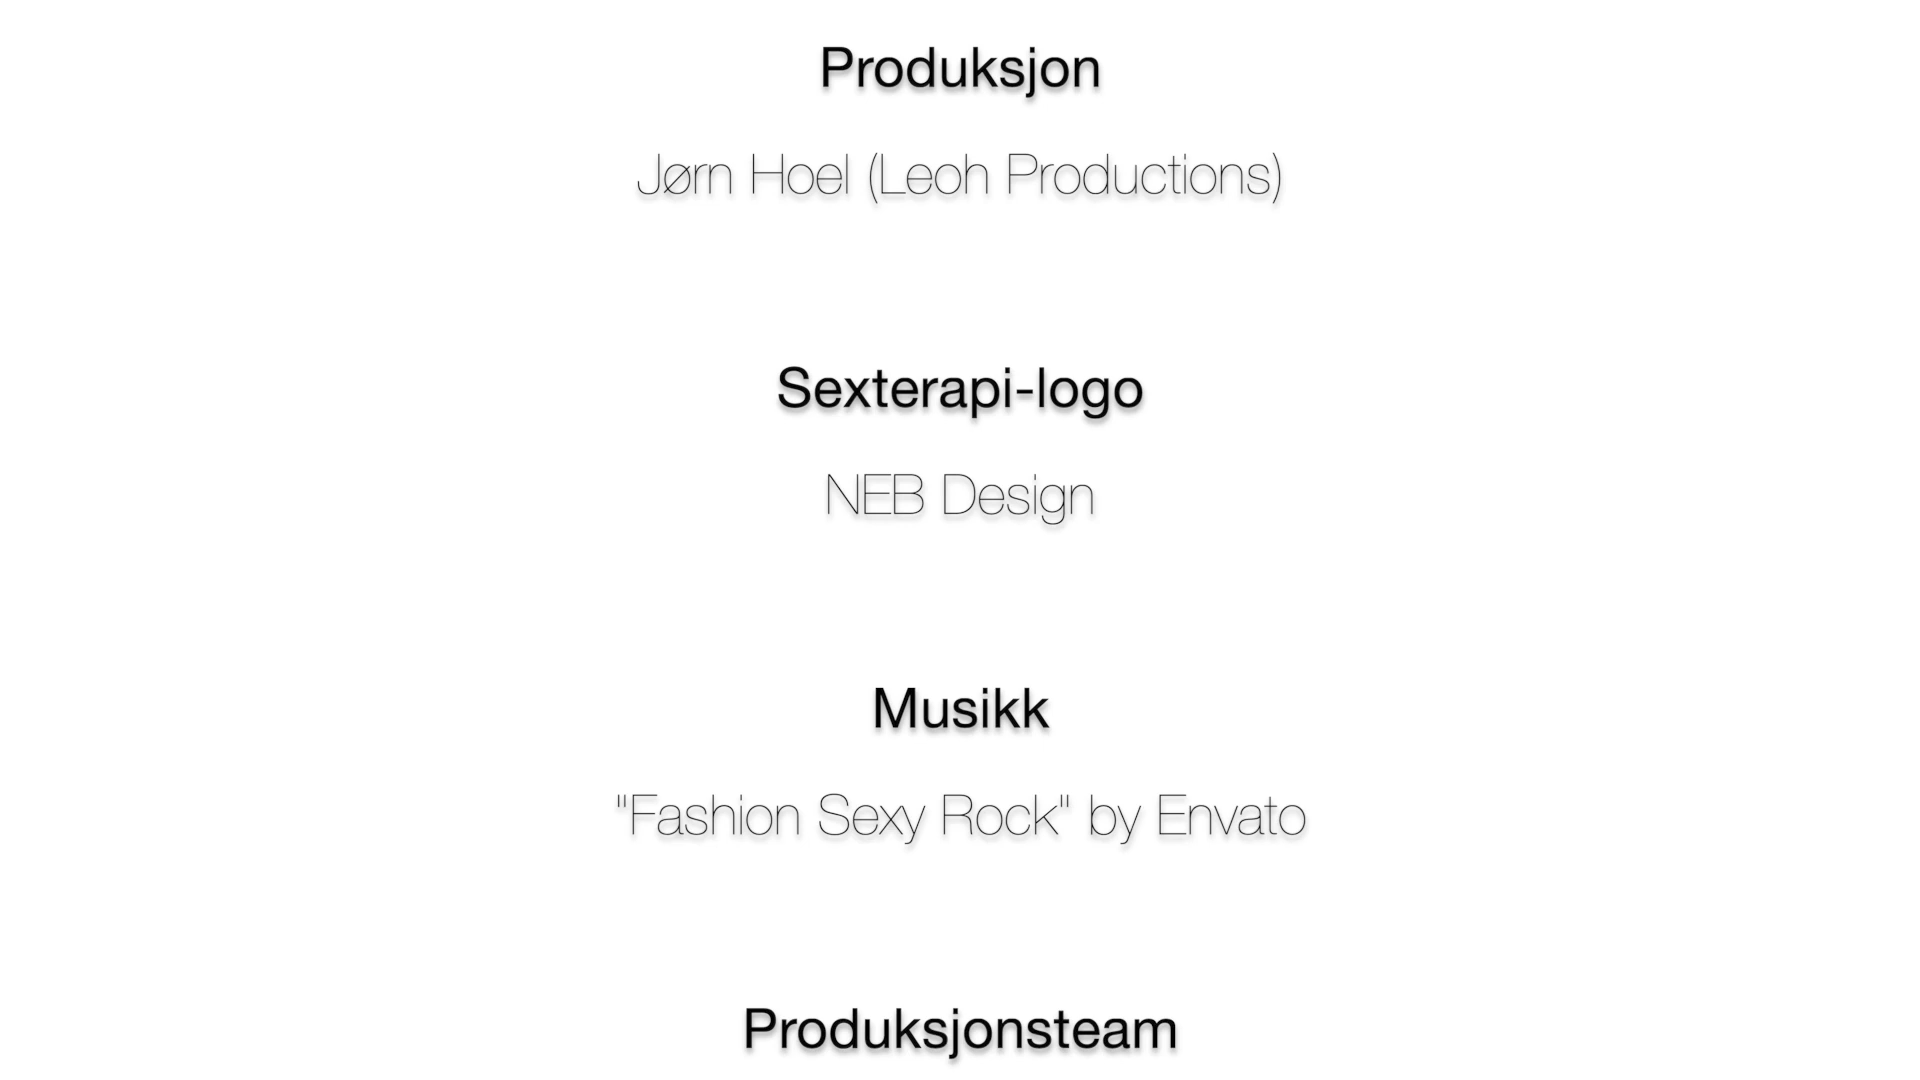 Produksjon
Jørn Hoel (Leoh Productions)
Sexterapi-logo
NEB Design
Musikk
"Fashion Sexy Rock" by Envato
Produksjonsteam